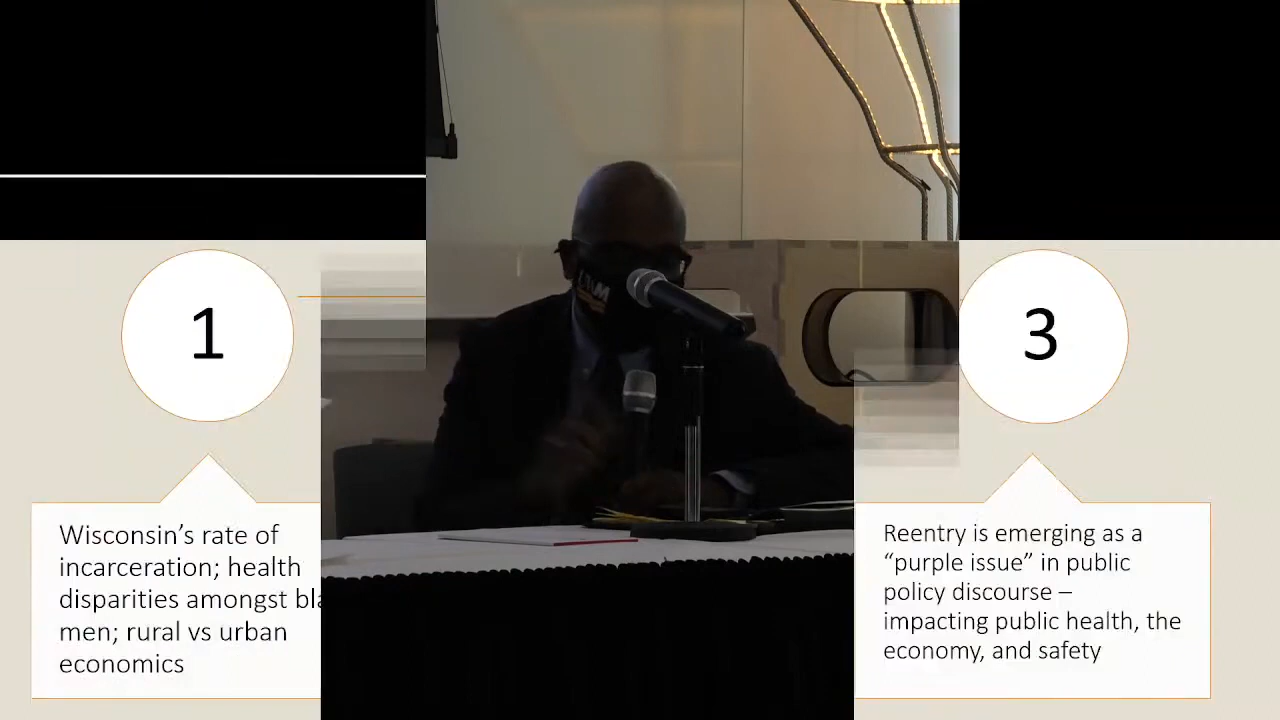 1
Wisconsin’s rate of
incarceration; health
disparities amongst
men; rural vs urban
economics
3
Reentry is emerging as a
“purple issue” in public
policy discourse –
impacting public health, the
economy, and safety